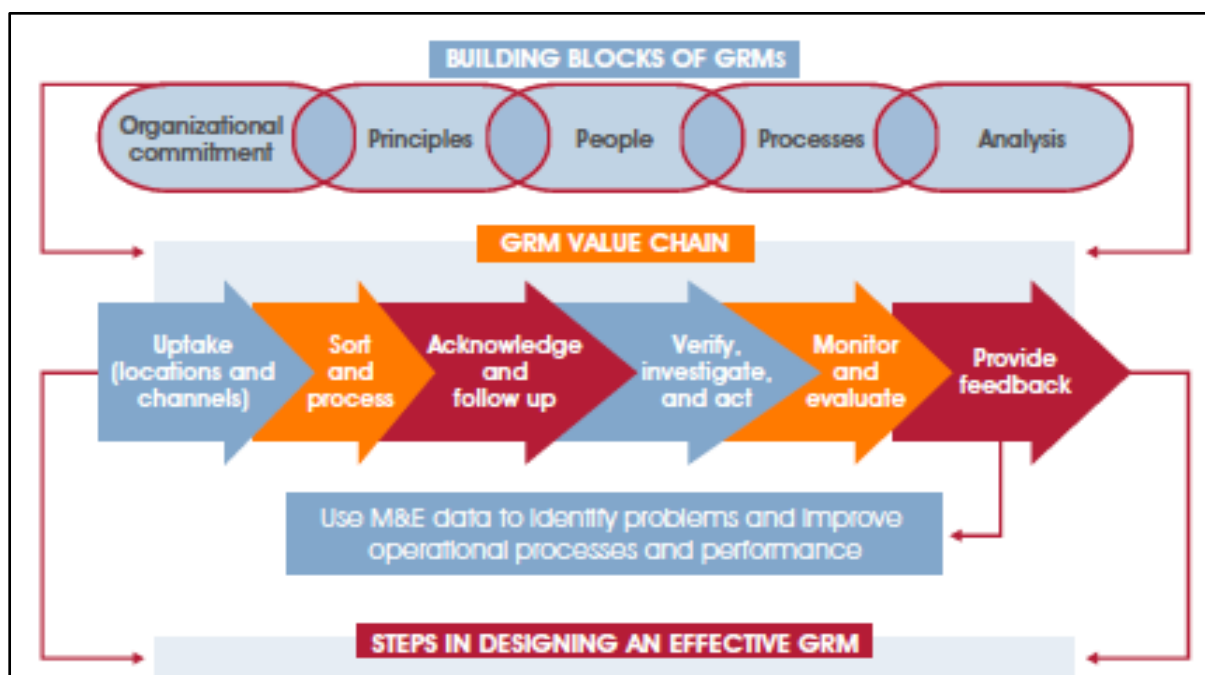 BUILDING BLOCKS OF GRMs
Organizational
commitment
Principles
People
Processes
Analysis
GRM VALUE CHAIN
Uptake
(locations and
channels)
Sort
and
process
Acknowledge
and
follow up
Verify,
investigate,
and act
Monitor
and
evaluate
Provide
feedback
Use M&E data to identify problems and improve
operational processes and performance
STEPS IN DESIGNING AN EFFECTIVE GRM